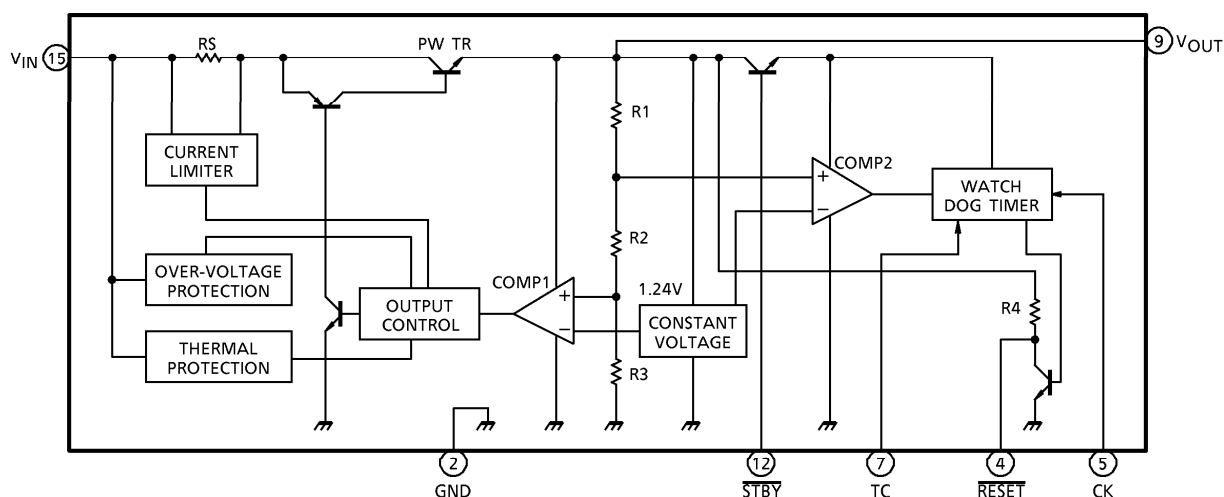 RS
PW TR
VIN 15
9 VOUT
R1
CURRENT
LIMITER
COMP2
+
−
WATCH
DOG TIMER
R2
OVER-VOLTAGE
PROTECTION
COMP1
1.24V
+
−
OUTPUT
CONTROL
CONSTANT
VOLTAGE
R4
THERMAL
PROTECTION
R3
2
12
7
4
5
GND
STBY
TC
RESET
CK